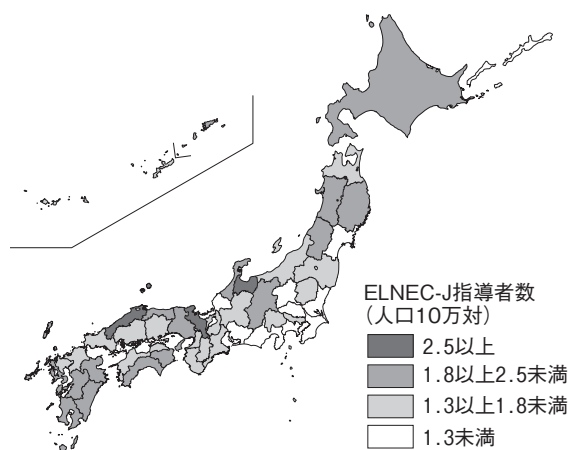 ELNEC-J指導者数
（人口10万対）
2.5以上
1.8以上2.5未満
1.3以上1.8未満
1.3未満